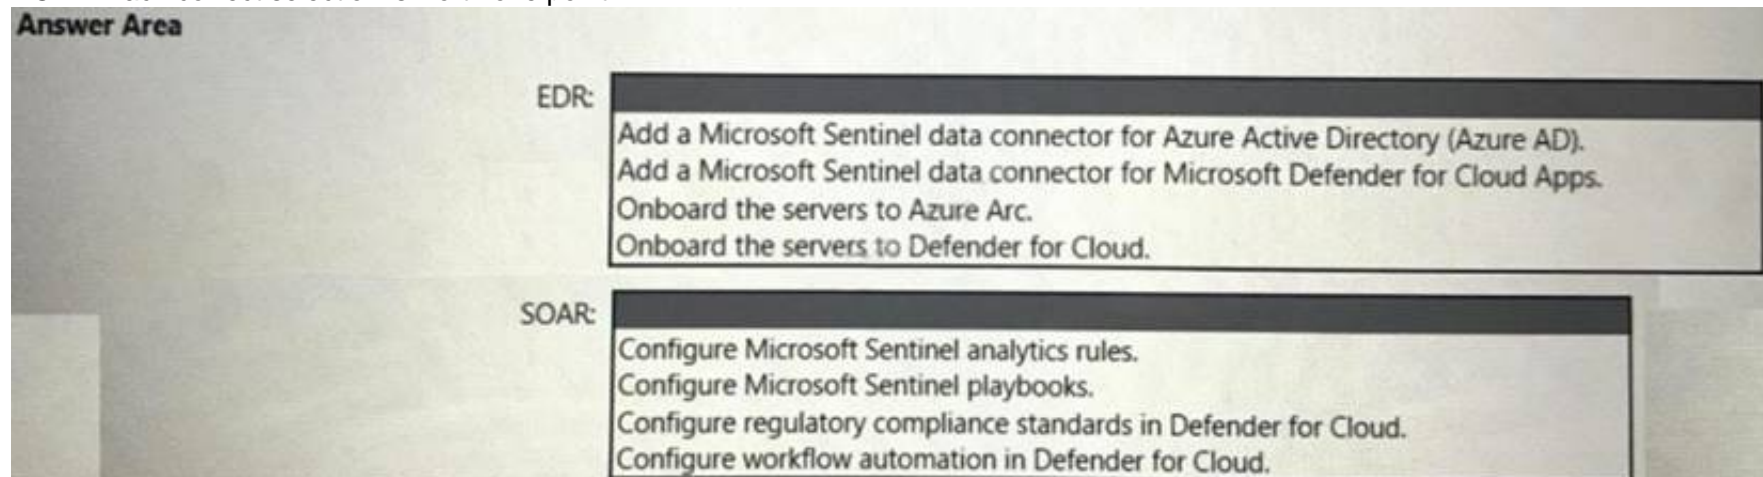 Answer Area
EDR:
Add a Microsoft Sentinel data connector for Azure Active Directory (Azure AD).
Add a Microsoft Sentinel data connector for Microsoft Defender for Cloud Apps.
Onboard the servers to Azure Arc.
Onboard the servers to Defender for Cloud.
SOAR:
Configure Microsoft Sentinel analytics rules.
Configure Microsoft Sentinel playbooks.
Configure regulatory compliance standards in Defender for Cloud.
Configure workflow automation in Defender for Cloud.